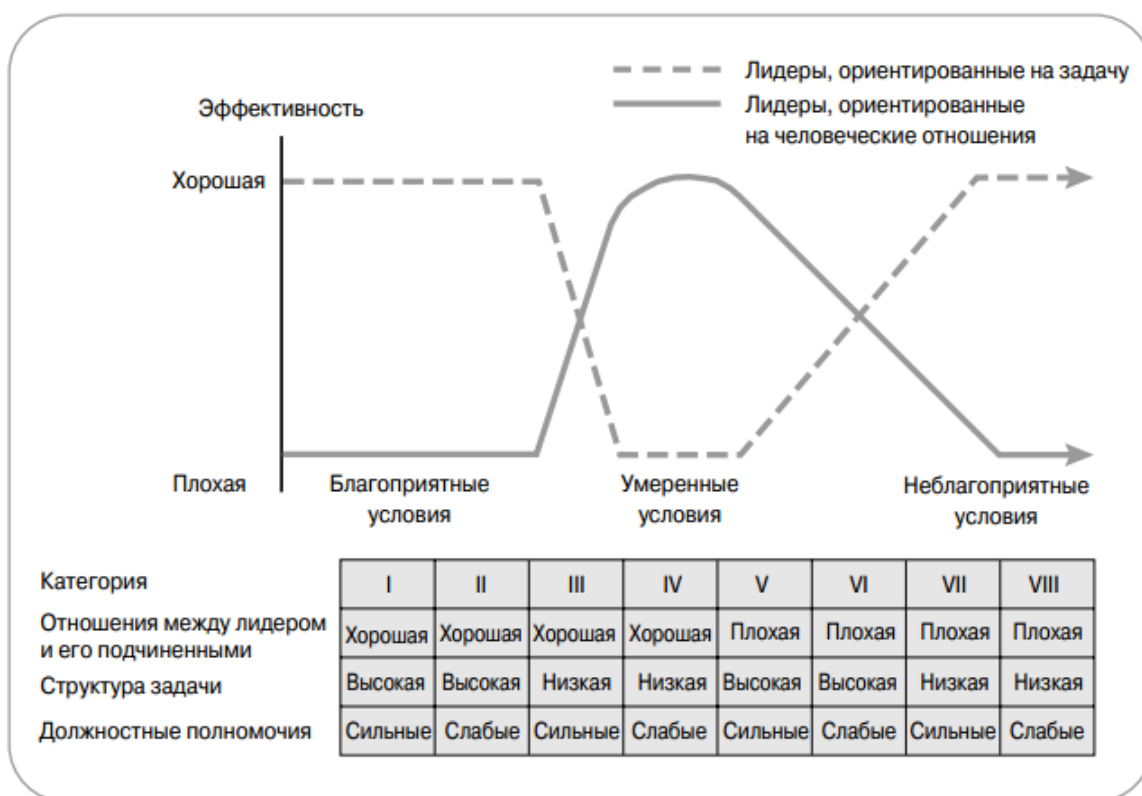 Лидеры, ориентированные на задачу
Лидеры, ориентированные
на человеческие отношения
Эффективность
Хорошая
Плохая
Благоприятные
условия
Умеренные
условия
Неблагоприятные
условия
Категория I II III IV V VI VII VIII
Отношения между лидером
и его подчиненными Хорошая Хорошая Хорошая Хорошая Плохая Плохая Плохая Плохая
Структура задачи Высокая Высокая Низкая Низкая Высокая Высокая Низкая Низкая
Должностные полномочия Сильные Слабые Сильные Слабые Сильные Слабые Сильные Слабые